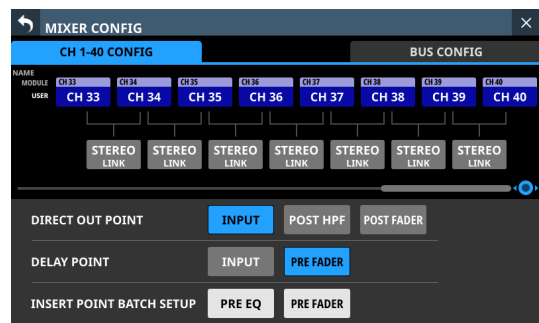 MIXER CONFIG
CH 1-40 CONFIG BUS CONFIG
NAME
MODULE CH 33 CH 34 CH 35 CH 36 CH 37 CH 38 CH 39 CH 40
USER CH 33 CH 34 CH 35 CH 36 CH 37 CH 38 CH 39 CH 40
STEREO STEREO STEREO STEREO STEREO STEREO STEREO
LINK LINK LINK LINK LINK LINK LINK
DIRECT OUT POINT INPUT POST HPF POST FADER
DELAY POINT INPUT PRE FADER
INSERT POINT BATCH SETUP PRE EQ PRE FADER